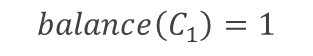 balance(C₁) = 1